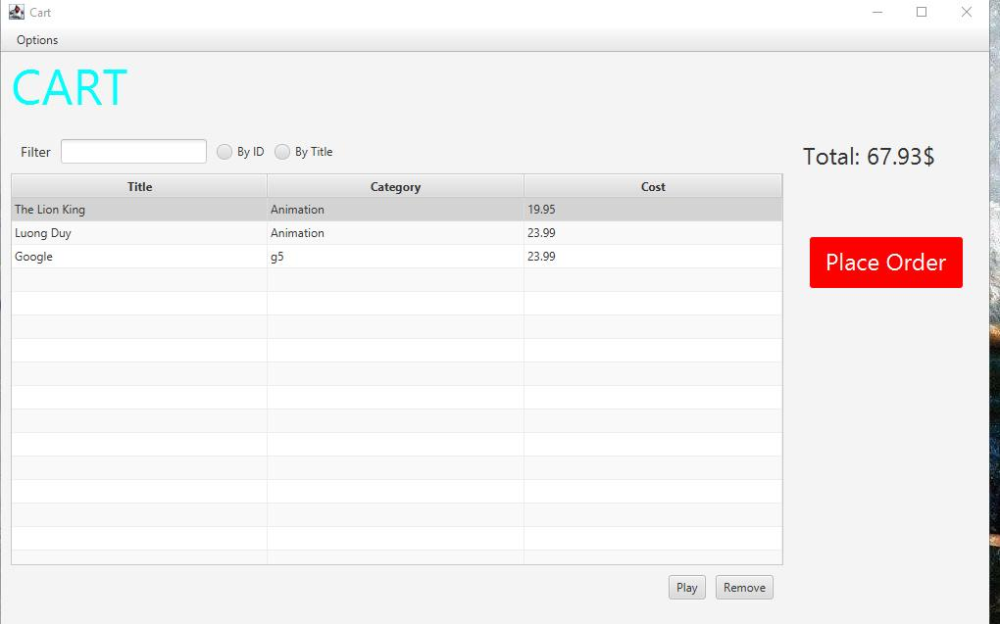 Cart
Options
CART
Filter By ID By Title
Total: 67.93$
Title Category Cost
The Lion King Animation 19.95
Luong Duy Animation 23.99
Google g5 23.99
Place Order
Play Remove